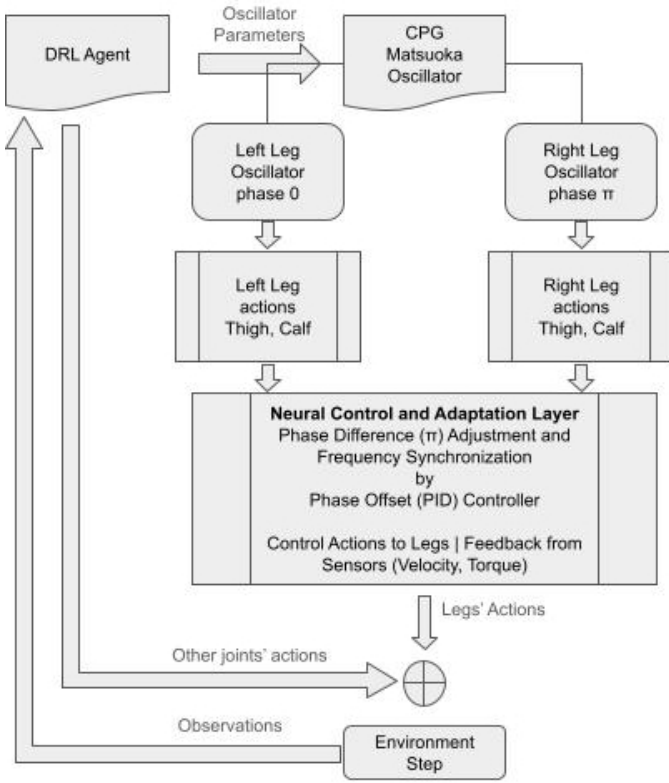 DRL Agent
Oscillator
Parameters
CPG
Matsuoka
Oscillator
Left Leg
Oscillator
phase 0
Right Leg
Oscillator
phase π
Left Leg
actions
Thigh, Calf
Right Leg
actions
Thigh, Calf
Neural Control and Adaptation Layer
Phase Difference (π) Adjustment and
Frequency Synchronization
by
Phase Offset (PID) Controller
Control Actions to Legs | Feedback from
Sensors (Velocity, Torque)
Legs' Actions
Other joints` actions
Observations
Environment
Step